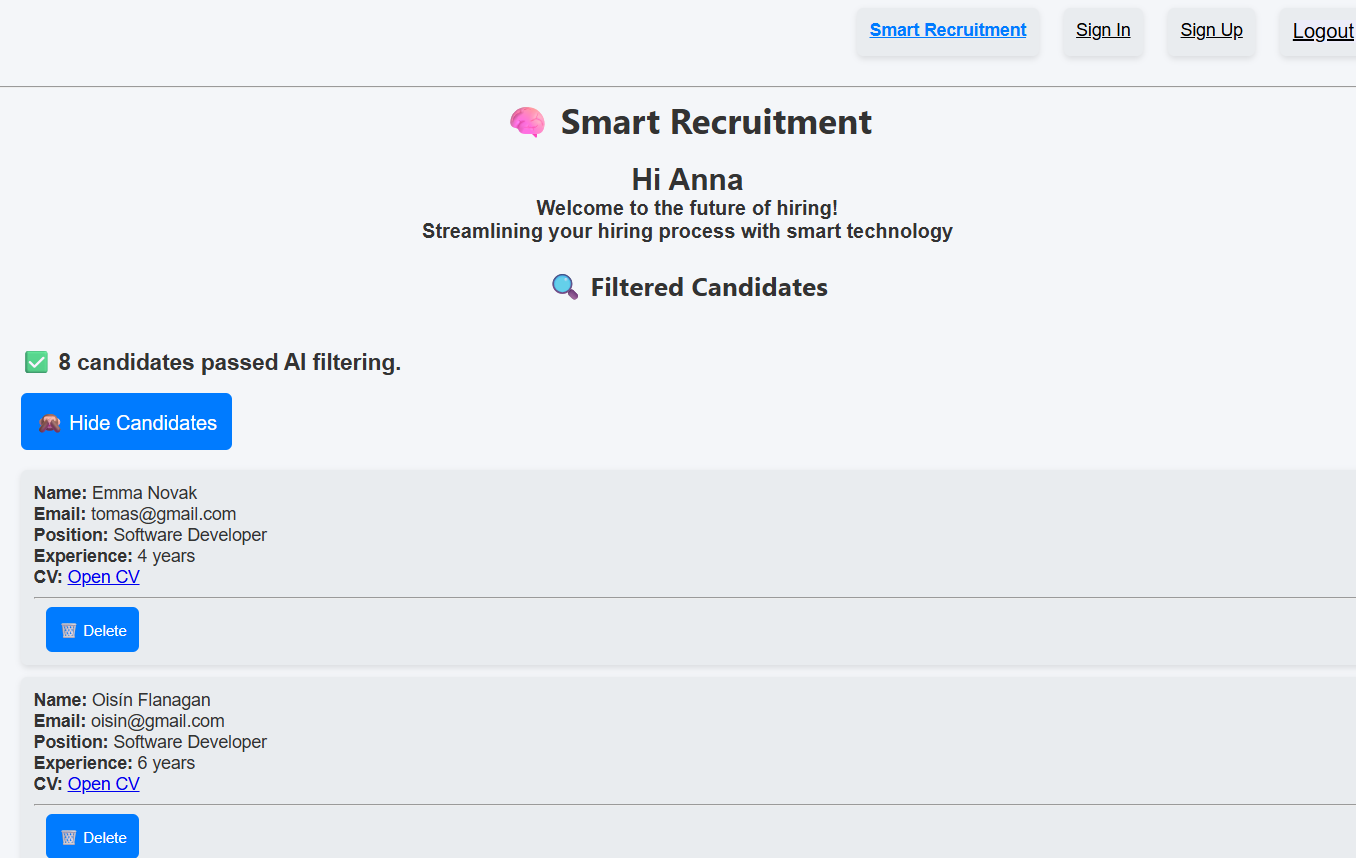 Smart Recruitment Sign In Sign Up Logout
🧠 Smart Recruitment
Hi Anna
Welcome to the future of hiring!
Streamlining your hiring process with smart technology
🔍 Filtered Candidates
✅ 8 candidates passed AI filtering.
🙈 Hide Candidates
Name: Emma Novak
Email: tomas@gmail.com
Position: Software Developer
Experience: 4 years
CV: Open CV
🗑️ Delete
Name: Oisín Flanagan
Email: oisin@gmail.com
Position: Software Developer
Experience: 6 years
CV: Open CV
🗑️ Delete